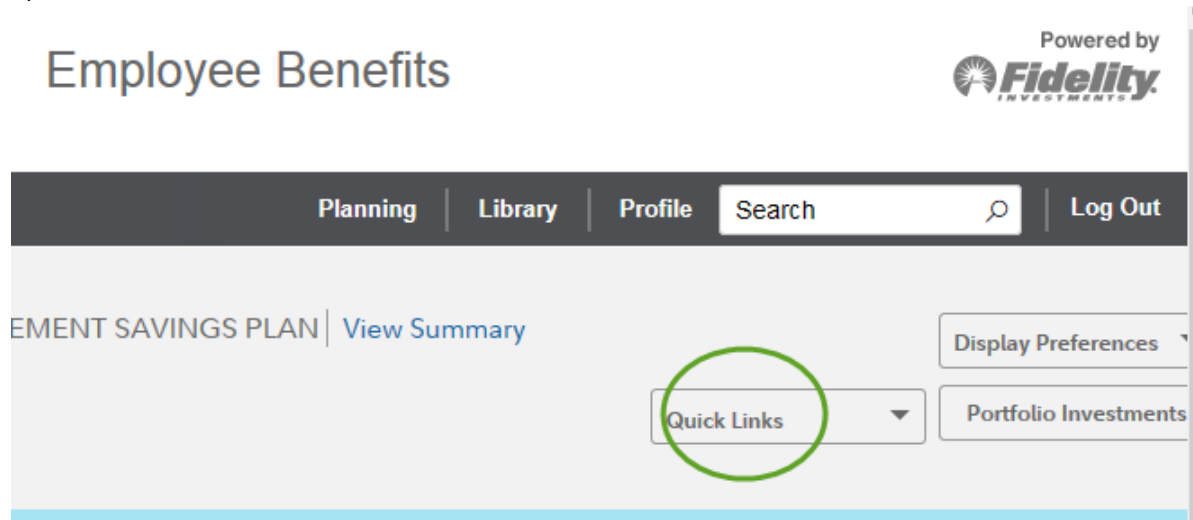 Powered by
Employee Benefits
Fidelity
INVESTMENTS
Planning Library Profile Search Log Out
EMENT SAVINGS PLAN View Summary
Display Preferences
Quick Links
Portfolio Investments